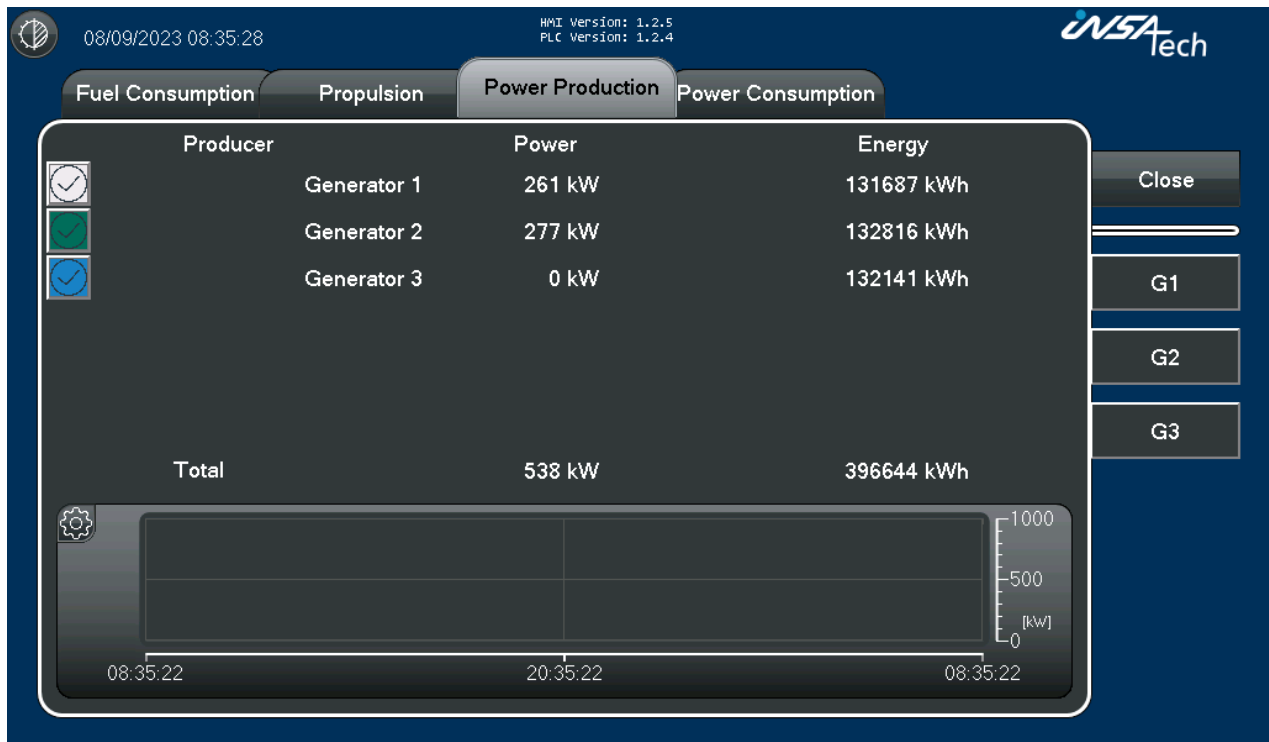 08/09/2023 08:35:28
HMI Version: 1.2.5
PLC Version: 1.2.4
iNSATech
Fuel Consumption Propulsion Power Production Power Consumption
Producer Power Energy
Generator 1 261 kW 131687 kWh
Generator 2 277 kW 132816 kWh
Generator 3 0 kW 132141 kWh
Total 538 kW 396644 kWh
Close
G1
G2
G3
1000
500
[kW]
0
08:35:22 20:35:22 08:35:22